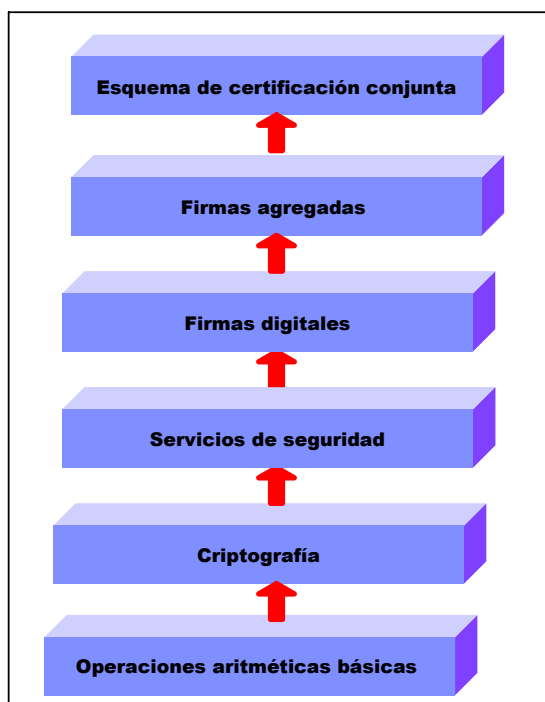 Esquema de certificación conjunta
Firmas agregadas
Firmas digitales
Servicios de seguridad
Criptografía
Operaciones aritméticas básicas